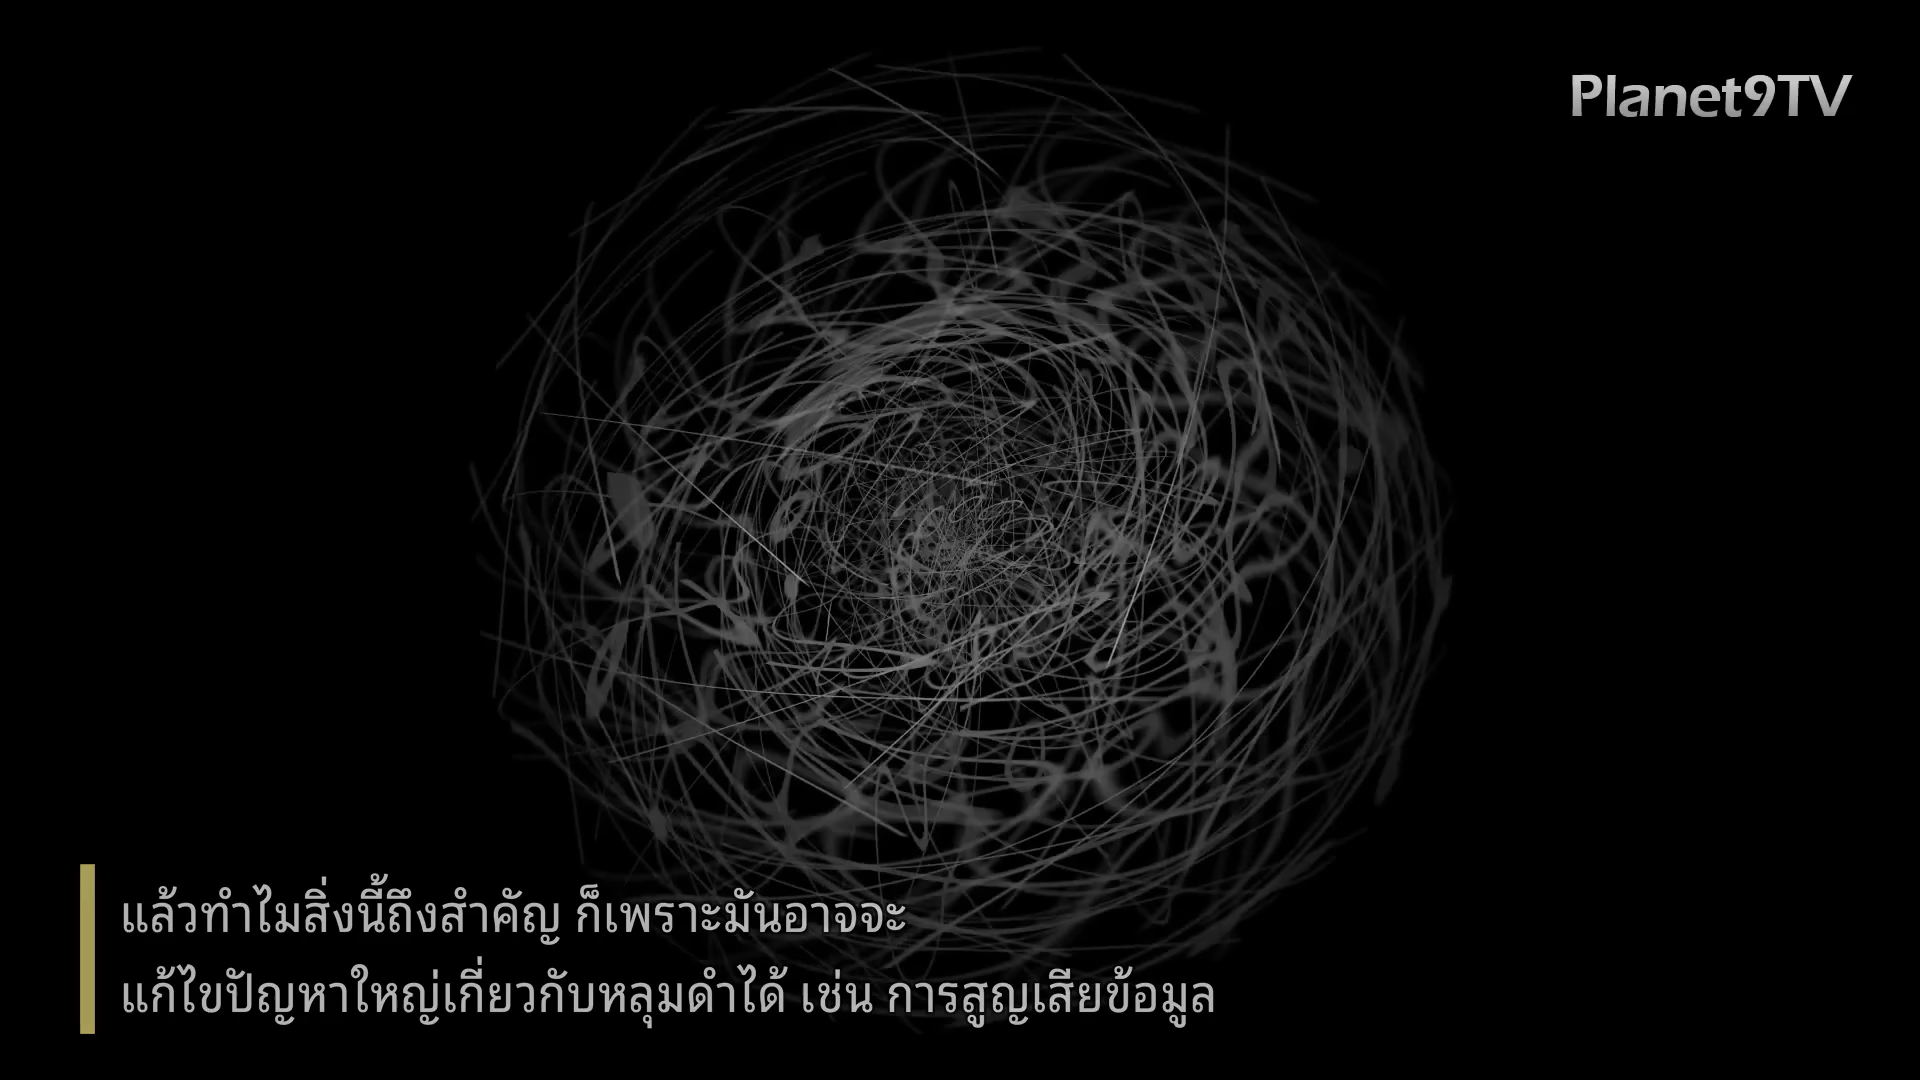 Planet9TV
แล้วทำไมสิ่งนี้ถึงสำคัญ ก็เพราะมันอาจจะ
แก้ไขปัญหาใหญ่เกี่ยวกับหลุมดำได้ เช่น การสูญเสียข้อมูล